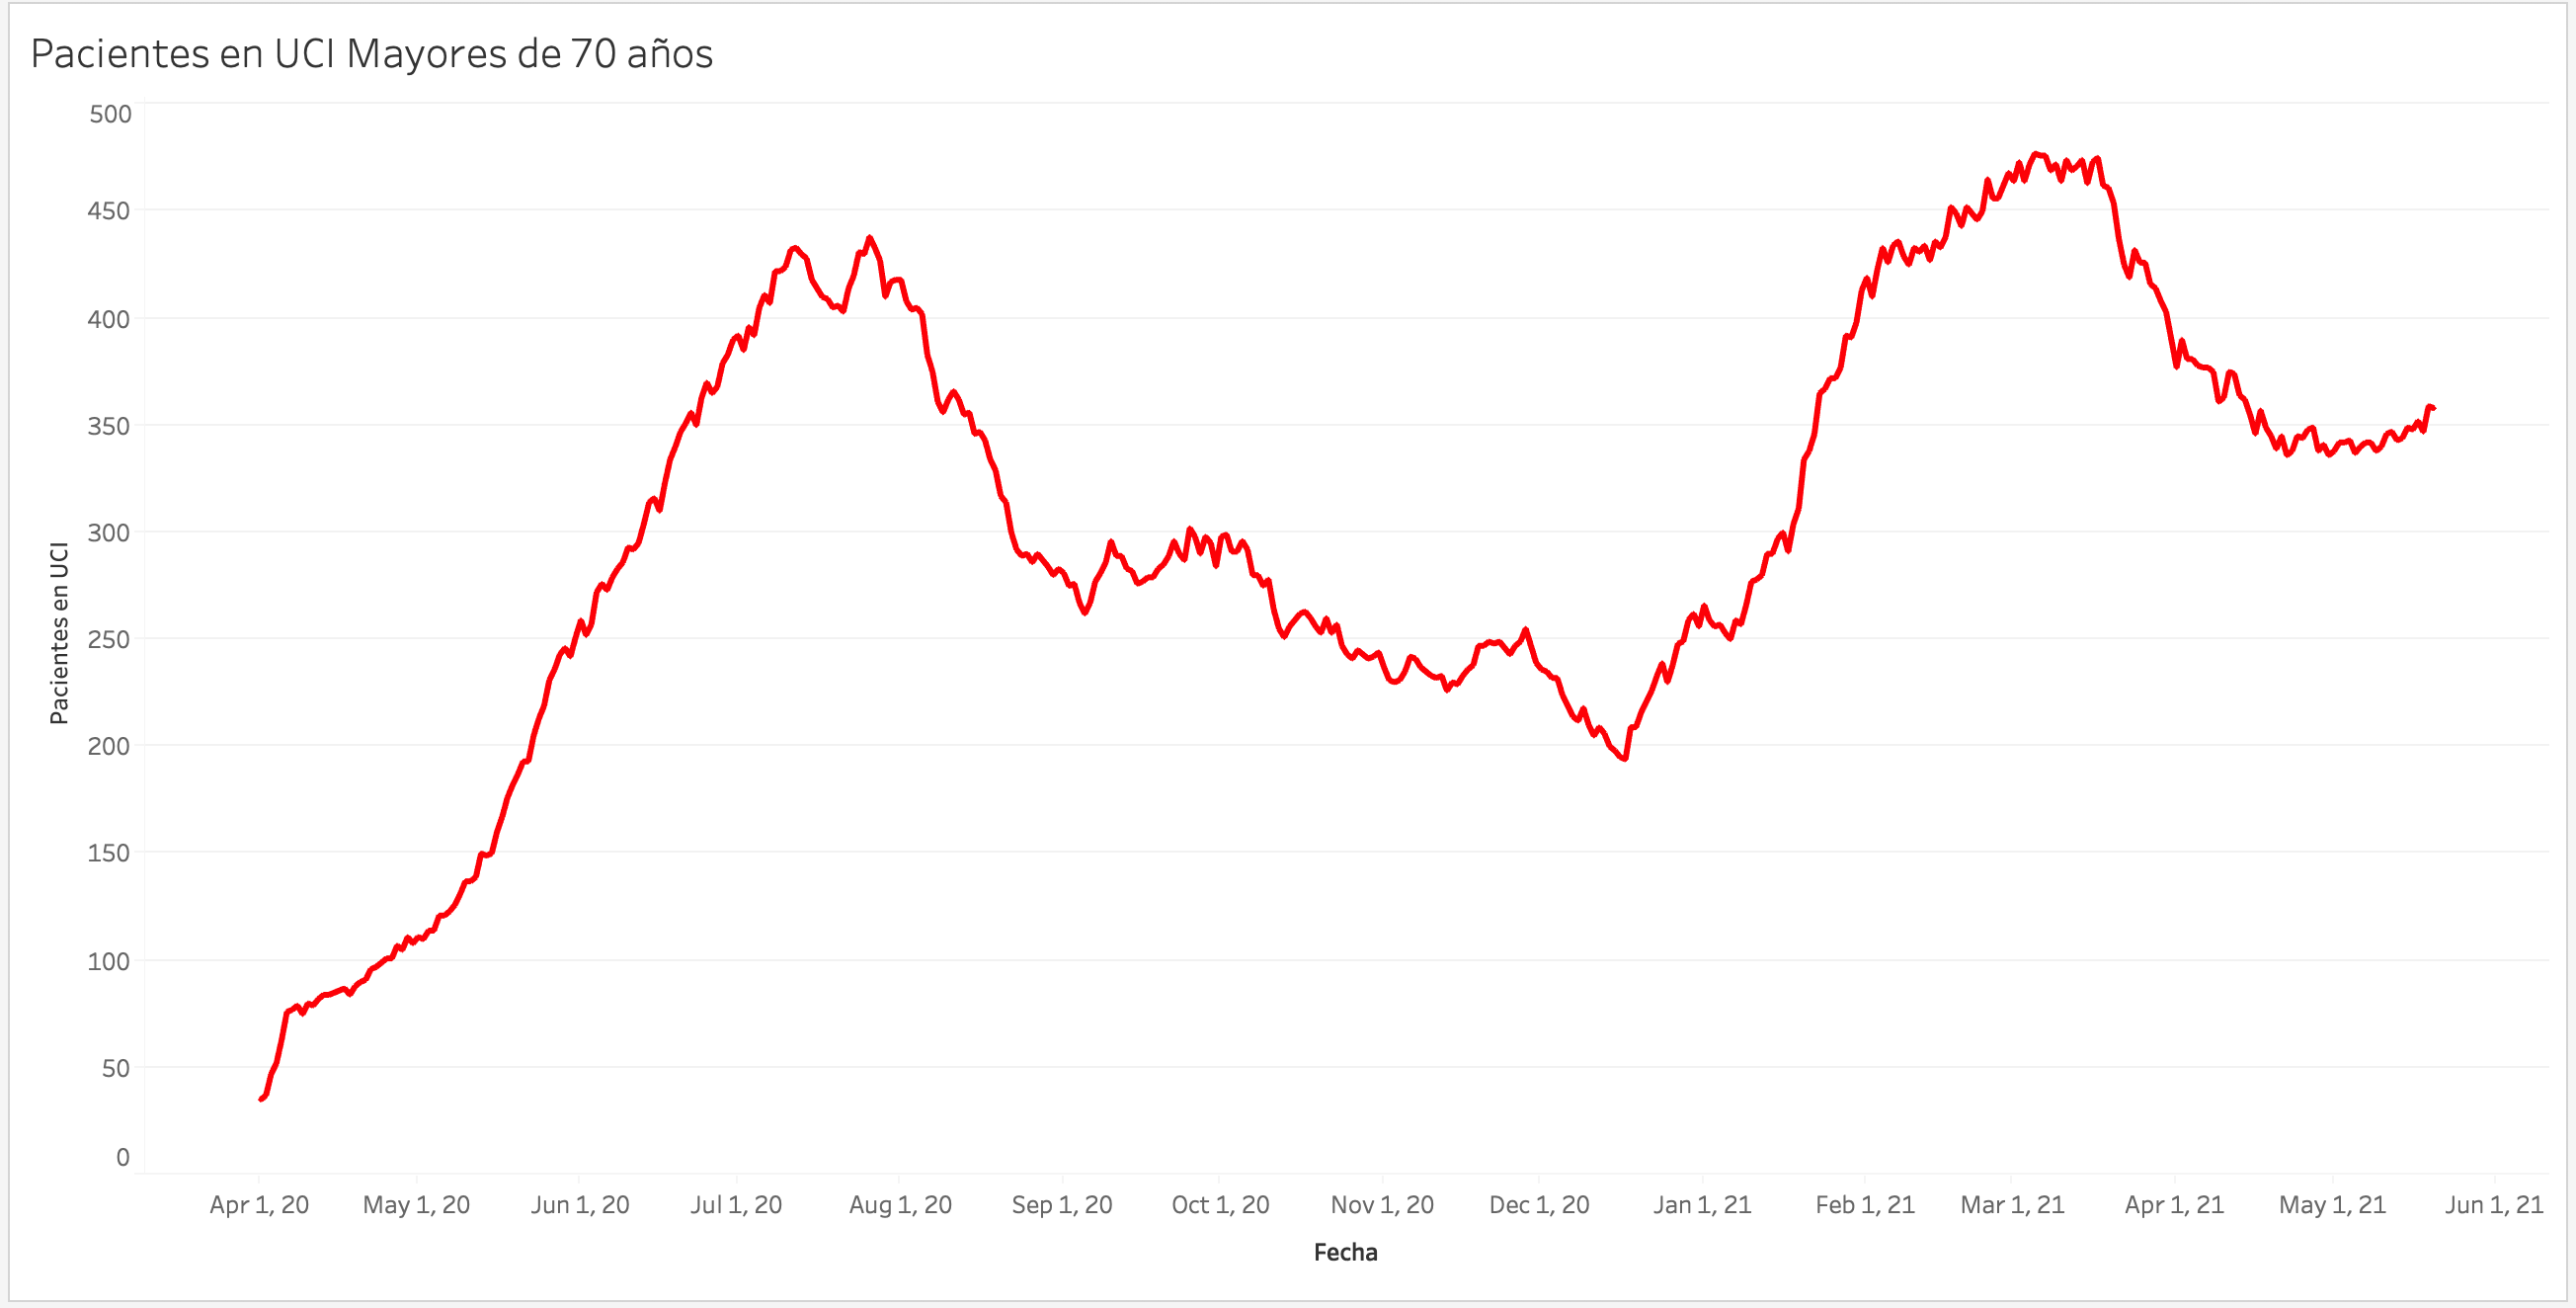 Pacientes en UCI Mayores de 70 años
500
450
400
350
300
250
200
150
100
50
0
Pacientes en UCI
Apr 1, 20 May 1, 20 Jun 1, 20 Jul 1, 20 Aug 1, 20 Sep 1, 20 Oct 1, 20 Nov 1, 20 Dec 1, 20 Jan 1, 21 Feb 1, 21 Mar 1, 21 Apr 1, 21 May 1, 21 Jun 1, 21
Fecha